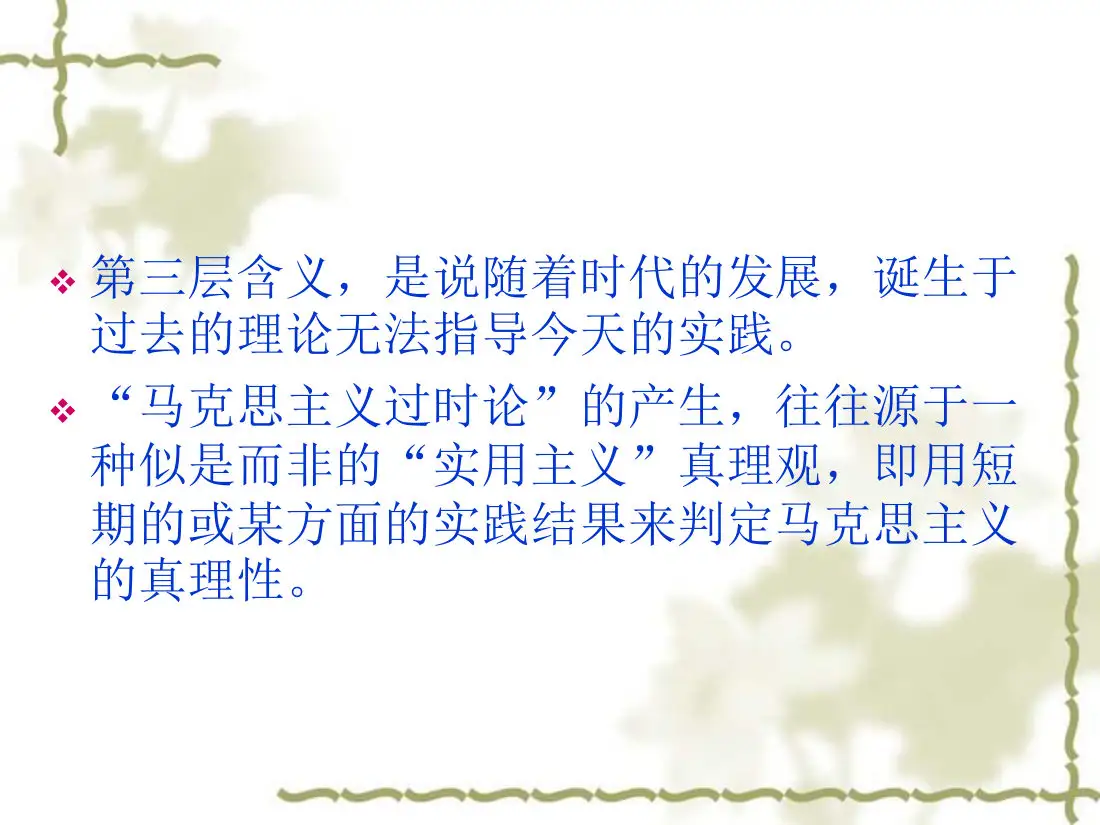 第三层含义，是说随着时代的发展，诞生于
过去的理论无法指导今天的实践。
“马克思主义过时论”的产生，往往源于一
种似是而非的“实用主义”真理观，即用短
期的或某方面的实践结果来判定马克思主义
的真理性。